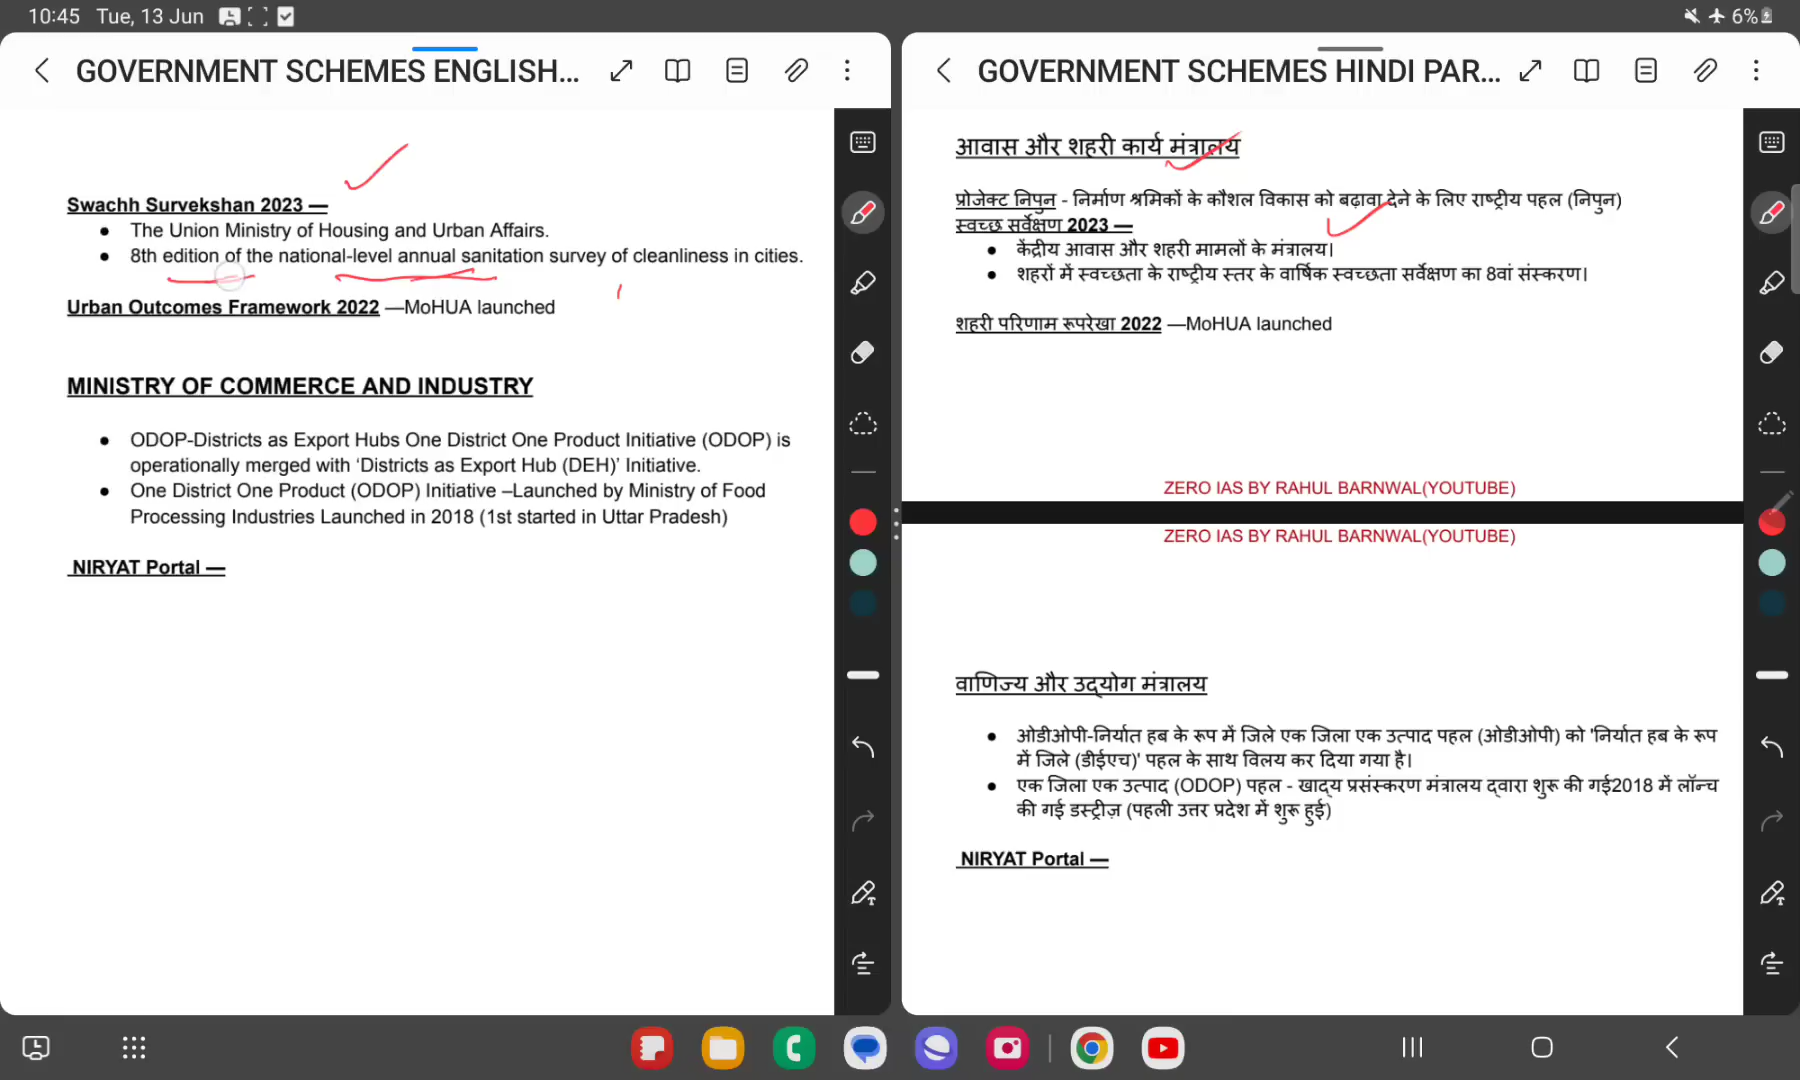 10:45 Tue, 13 Jun
6%
GOVERNMENT SCHEMES ENGLISH...
Swachh Survekshan 2023 —
● The Union Ministry of Housing and Urban Affairs.
● 8th edition of the national-level annual sanitation survey of cleanliness in cities.
Urban Outcomes Framework 2022 —MoHUA launched
MINISTRY OF COMMERCE AND INDUSTRY
● ODOP-Districts as Export Hubs One District One Product Initiative (ODOP) is
operationally merged with ‘Districts as Export Hub (DEH)’ Initiative.
● One District One Product (ODOP) Initiative –Launched by Ministry of Food
Processing Industries Launched in 2018 (1st started in Uttar Pradesh)
NIRYAT Portal —
GOVERNMENT SCHEMES HINDI PAR...
आवास और शहरी कार्य मंत्रालय
प्रोजेक्ट निपुन - निर्माण श्रमिकों के कौशल विकास को बढ़ावा देने के लिए राष्ट्रीय पहल (निपुन)
स्वच्छ सर्वेक्षण 2023 —
● केंद्रीय आवास और शहरी मामलों के मंत्रालय।
● शहरों में स्वच्छता के राष्ट्रीय स्तर के वार्षिक स्वच्छता सर्वेक्षण का 8वां संस्करण।
शहरी परिणाम रूपरेखा 2022 —MoHUA launched
ZERO IAS BY RAHUL BARNWAL(YOUTUBE)
ZERO IAS BY RAHUL BARNWAL(YOUTUBE)
वाणिज्य और उद्योग मंत्रालय
● ओडीओपी-निर्यात हब के रूप में जिले एक जिला एक उत्पाद पहल (ओडीओपी) को 'निर्यात हब के रूप
में जिले (डीईएच)' पहल के साथ विलय कर दिया गया है।
● एक जिला एक उत्पाद (ODOP) पहल - खाद्य प्रसंस्करण मंत्रालय द्वारा शुरू की गई2018 में लॉन्च
की गई डस्ट्रीज़ (पहली उत्तर प्रदेश में शुरू हुई)
NIRYAT Portal —